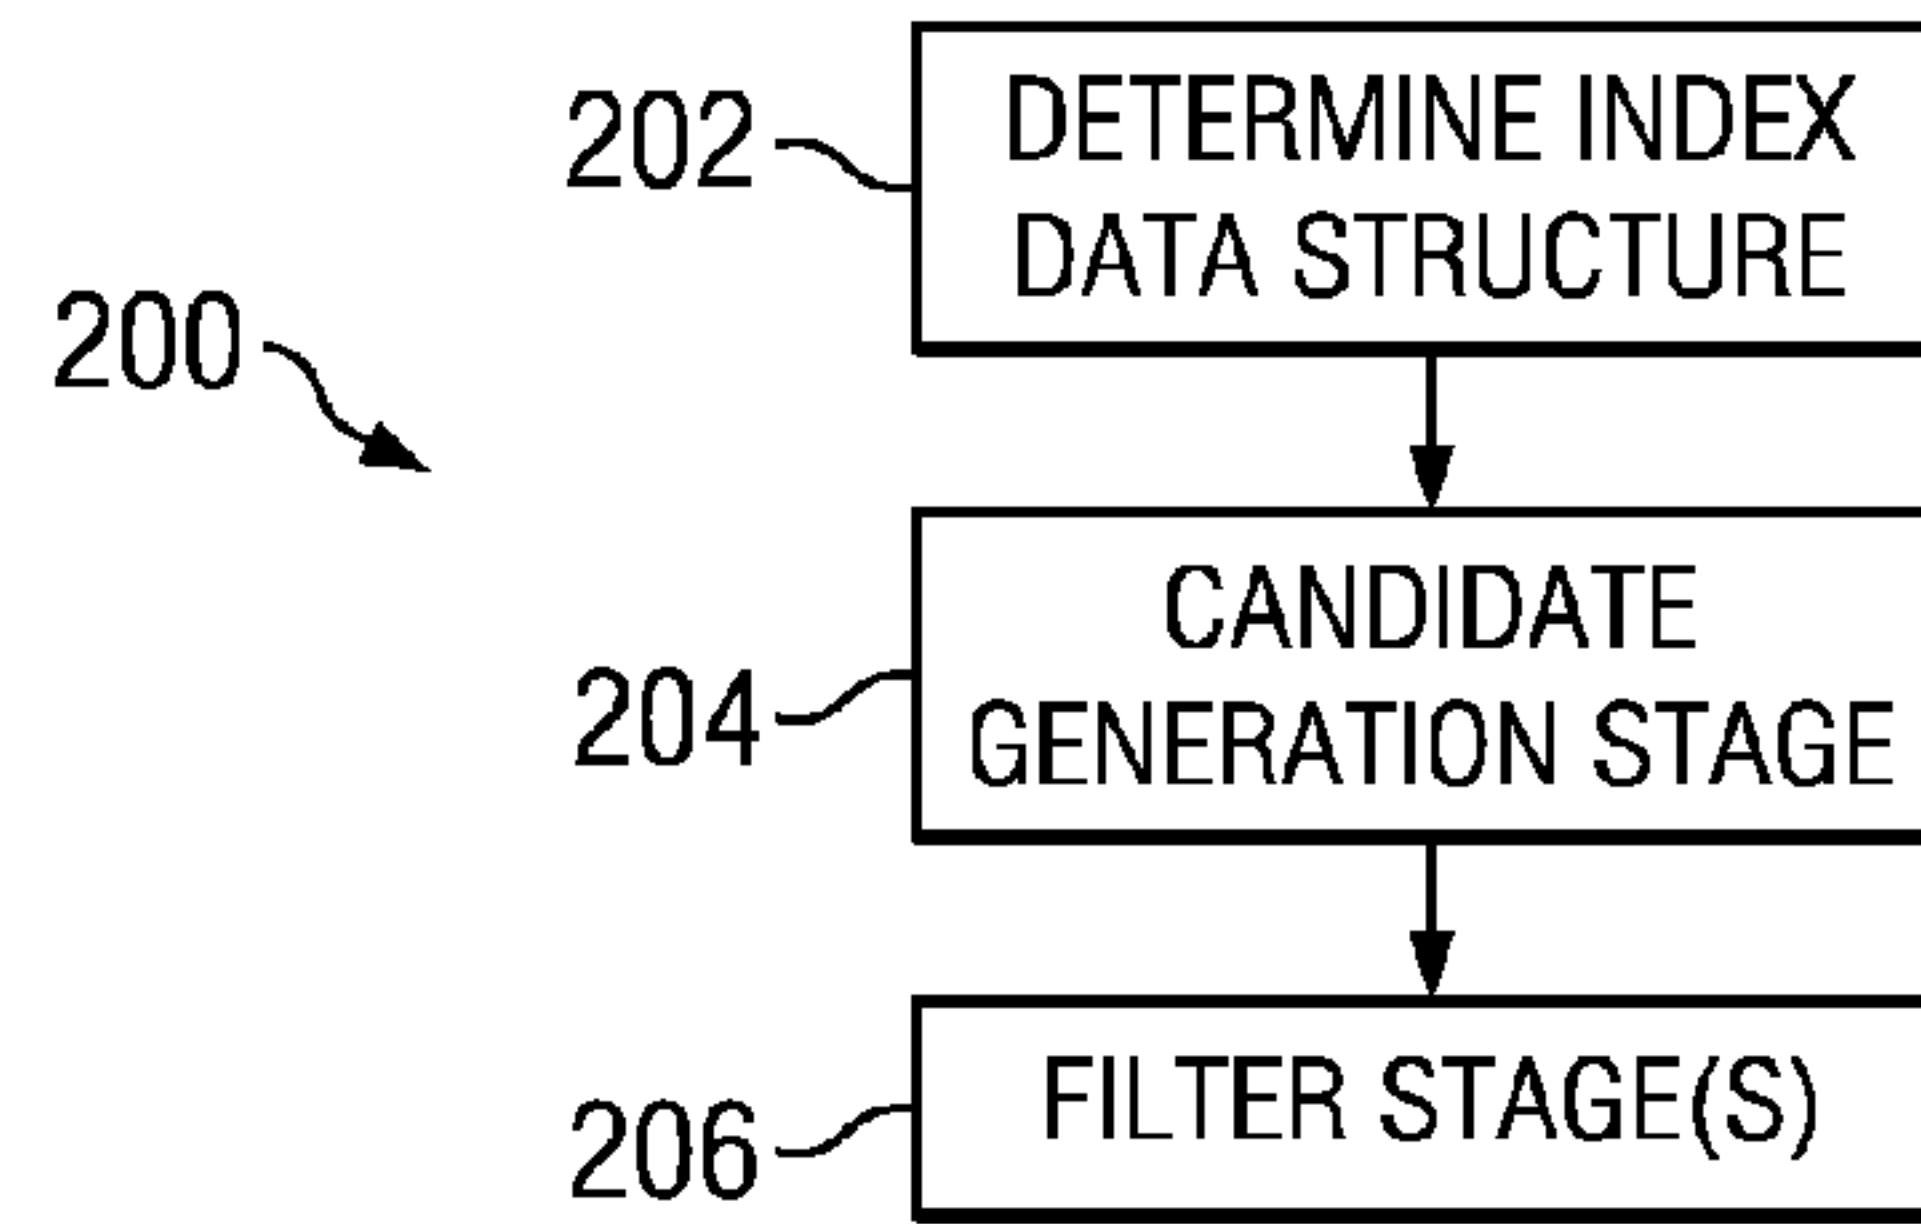 202
DETERMINE INDEX
DATA STRUCTURE
200
204
CANDIDATE
GENERATION STAGE
206
FILTER STAGE(S)